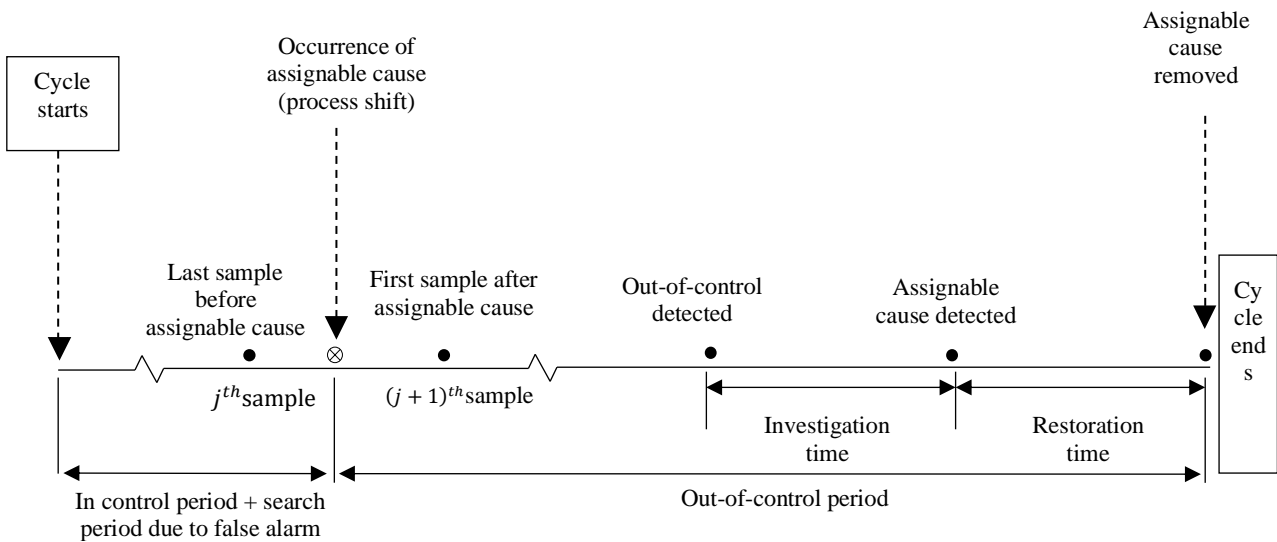 Cycle
starts
Occurrence of
assignable cause
(process shift)
Assignable
cause
removed
Last sample
before
assignable cause
First sample after
assignable cause
Out-of-control
detected
Assignable
cause detected
Cy
cle
end
s
j^{th} sample
(j + 1)^{th} sample
Investigation
time
Restoration
time
In control period + search
period due to false alarm
Out-of-control period